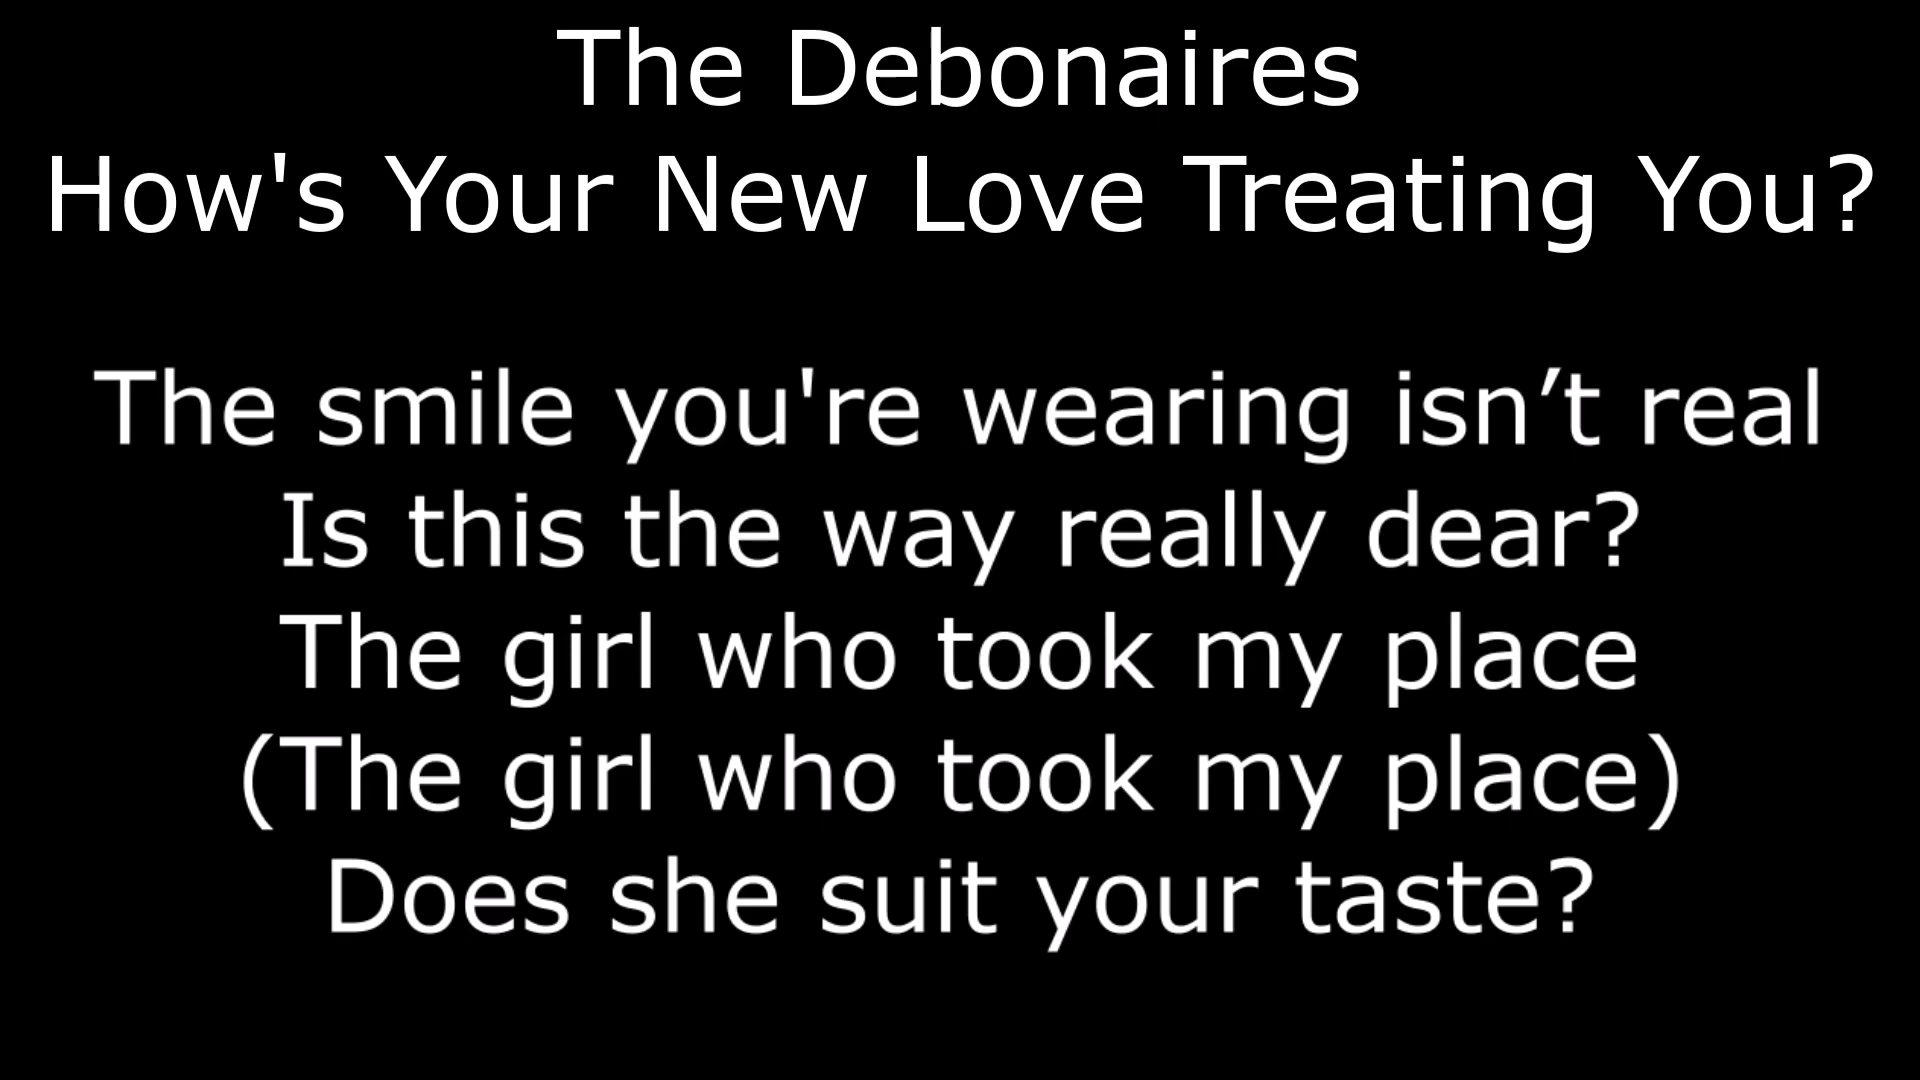 The Debonaires
How's Your New Love Treating You?
The smile you're wearing isn’t real
Is this the way really dear?
The girl who took my place
(The girl who took my place)
Does she suit your taste?